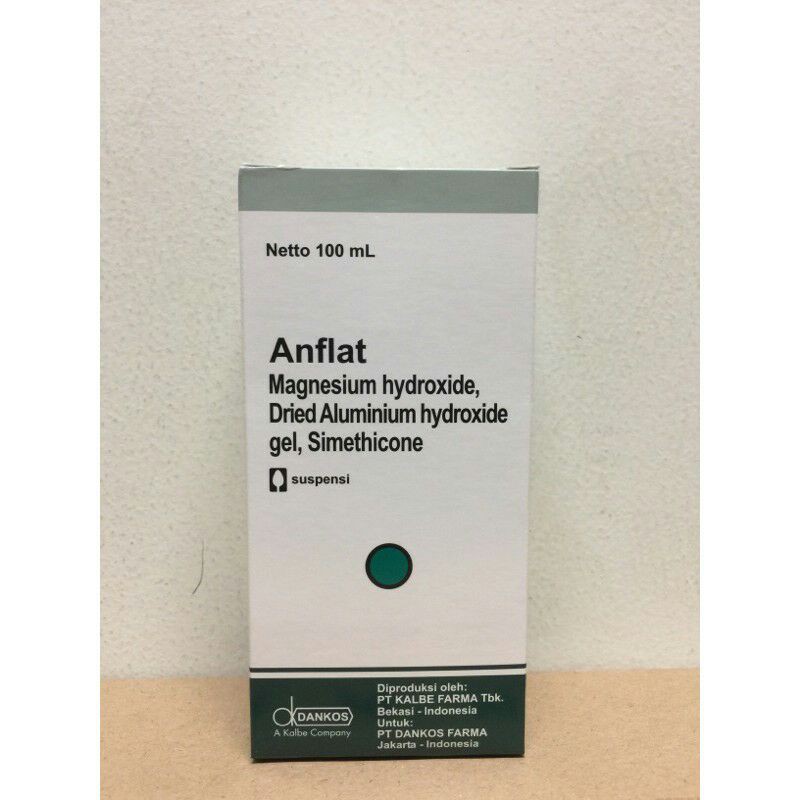 Netto 100 mL
Anflat
Magnesium hydroxide,
Dried Aluminium hydroxide
gel, Simethicone
suspensi
DANKOS
A Kalbe Company
Diproduksi oleh:
PT KALBE FARMA Tbk.
Bekasi - Indonesia
Untuk:
PT DANKOS FARMA
Jakarta - Indonesia